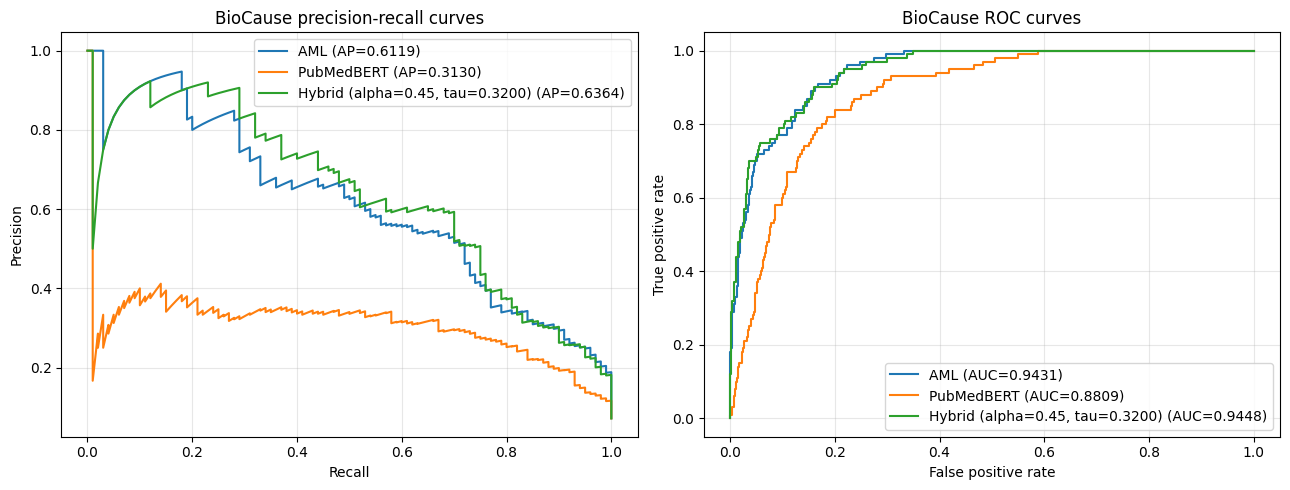 BioCause precision-recall curves
AML (AP=0.6119)
PubMedBERT (AP=0.3130)
Hybrid (alpha=0.45, tau=0.3200) (AP=0.6364)
1.0
0.8
0.6
0.4
0.2
Precision
0.0 0.2 0.4 0.6 0.8 1.0
Recall
BioCause ROC curves
1.0
0.8
0.6
0.4
0.2
0.0
True positive rate
AML (AUC=0.9431)
PubMedBERT (AUC=0.8809)
Hybrid (alpha=0.45, tau=0.3200) (AUC=0.9448)
0.0 0.2 0.4 0.6 0.8 1.0
False positive rate